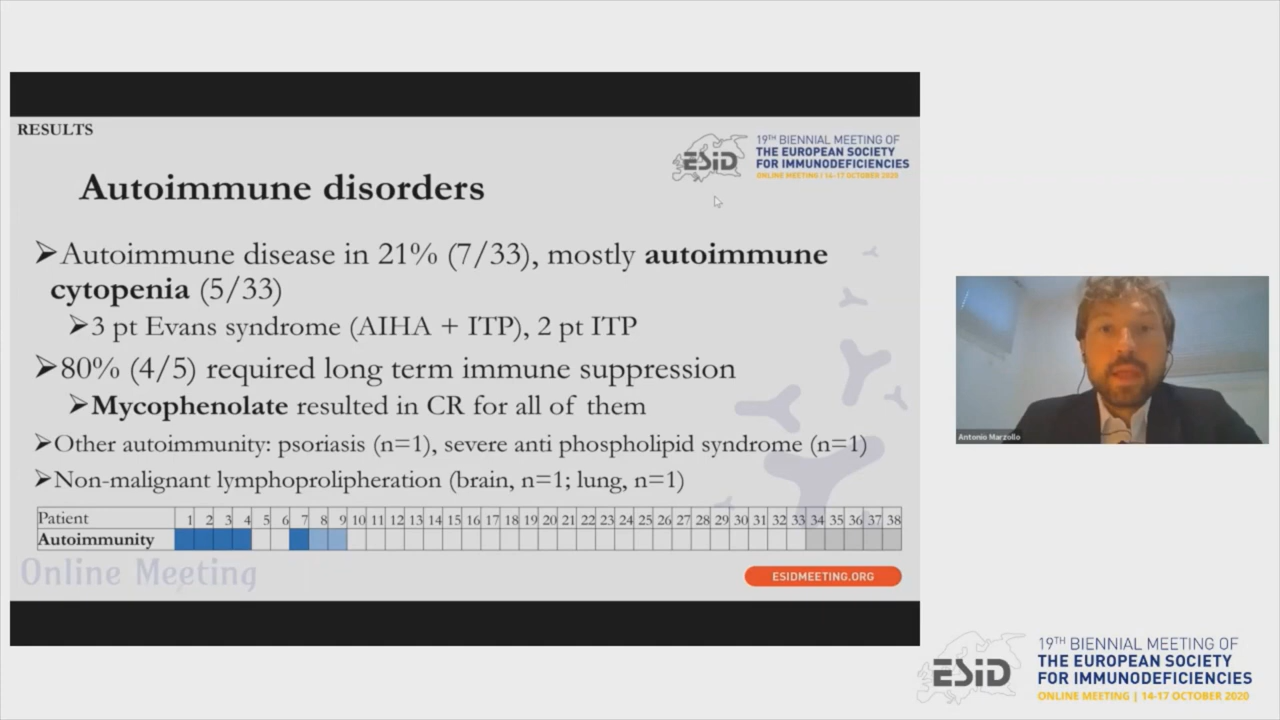 RESULTS
ESiD
19TH BIENNIAL MEETING OF
THE EUROPEAN SOCIETY
FOR IMMUNODEFICIENCIES
ONLINE MEETING / 14-17 OCTOBER 2020
Autoimmune disorders
➢Autoimmune disease in 21% (7/33), mostly autoimmune
cytopenia (5/33)
➢3 pt Evans syndrome (AIHA + ITP), 2 pt ITP
➢80% (4/5) required long term immune suppression
➢Mycophenolate resulted in CR for all of them
➢Other autoimmunity: psoriasis (n=1), severe anti phospholipid syndrome (n=1)
➢Non-malignant lymphoprolipheration (brain, n=1; lung, n=1)
Patient 1 2 3 4 5 6 7 8 9 10 11 12 13 14 15 16 17 18 19 20 21 22 23 24 25 26 27 28 29 30 31 32 33 34 35 36 37 38
Autoimmunity
Online Meeting
ESIDMEETING.ORG
Antonio Marzollo
ESiD
19TH BIENNIAL MEETING OF
THE EUROPEAN SOCIETY
FOR IMMUNODEFICIENCIES
ONLINE MEETING | 14-17 OCTOBER 2020